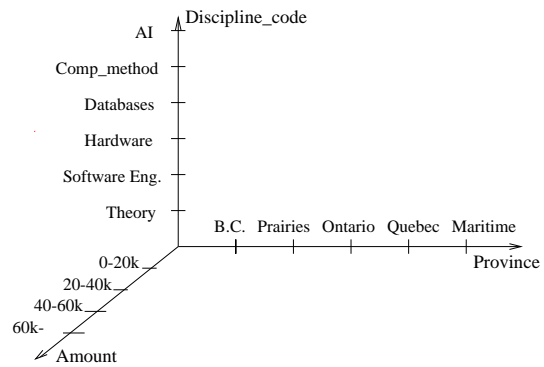 Discipline_code
AI
Comp_method
Databases
Hardware
Software Eng.
Theory
B.C. Prairies Ontario Quebec Maritime
Province
0-20k
20-40k
40-60k
60k-
Amount